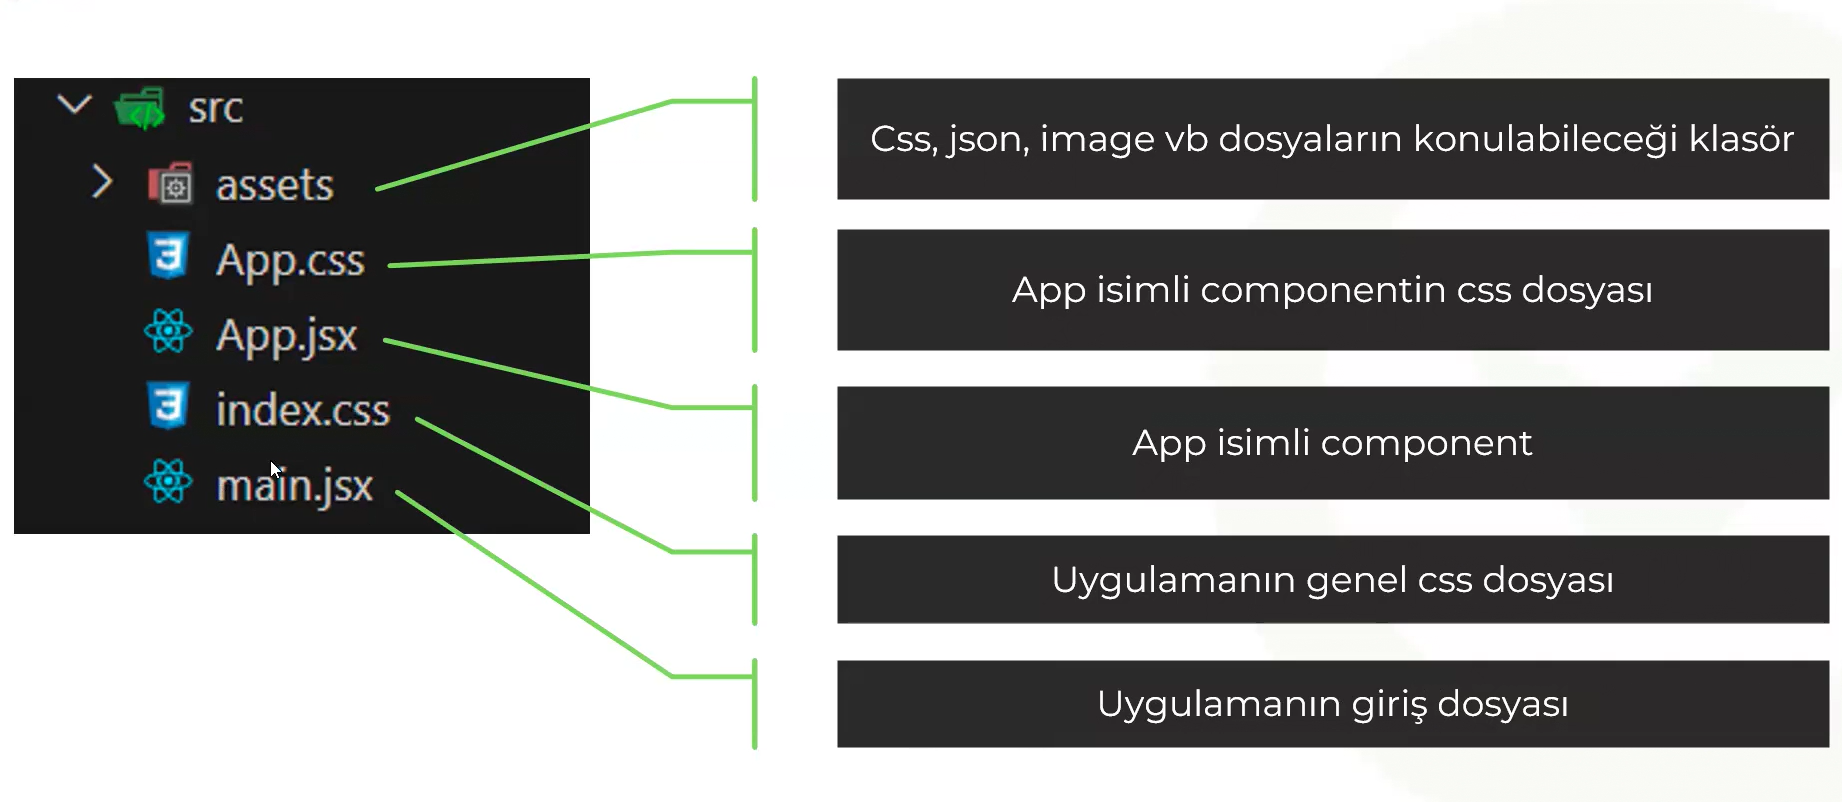 src
assets
App.css
App.jsx
index.css
main.jsx
Css, json, image vb dosyaların konulabileceği klasör
App isimli componentin css dosyası
App isimli component
Uygulamanın genel css dosyası
Uygulamanın giriş dosyası